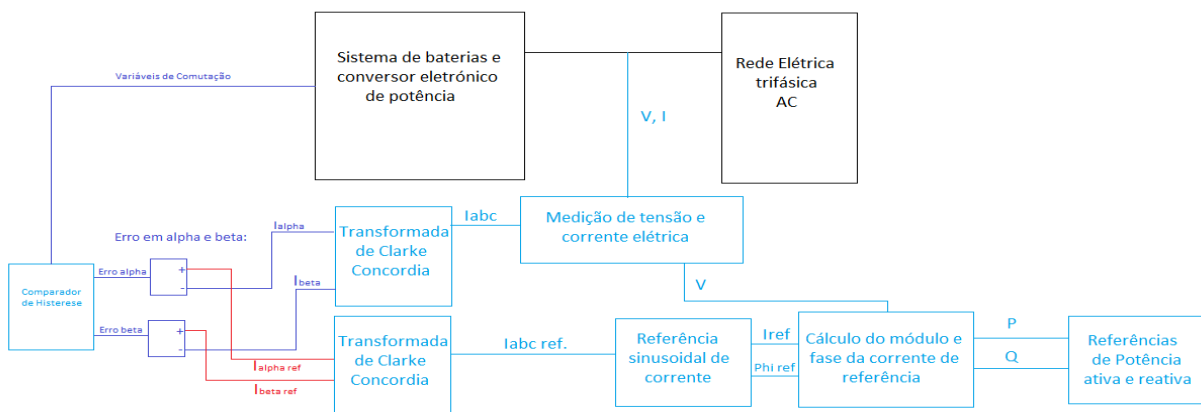 Sistema de baterias e
conversor eletrónico
de potência
Rede Elétrica
trifásica
AC
Variáveis de Comutação
V, I
Iabc
Medição de tensão e
corrente elétrica
Ialpha
Transformada
de Clarke
Concordia
Erro em alpha e beta:
Erro alpha
+
-
Ibeta
Comparador
de Histerese
Erro beta
+
-
V
Transformada
de Clarke
Concordia
Iabc ref.
Referência
sinusoidal de
corrente
Iref
Phi ref
Cálculo do módulo e
fase da corrente de
referência
P
Q
Referências
de Potência
ativa e reativa
Ialpha ref
Ibeta ref